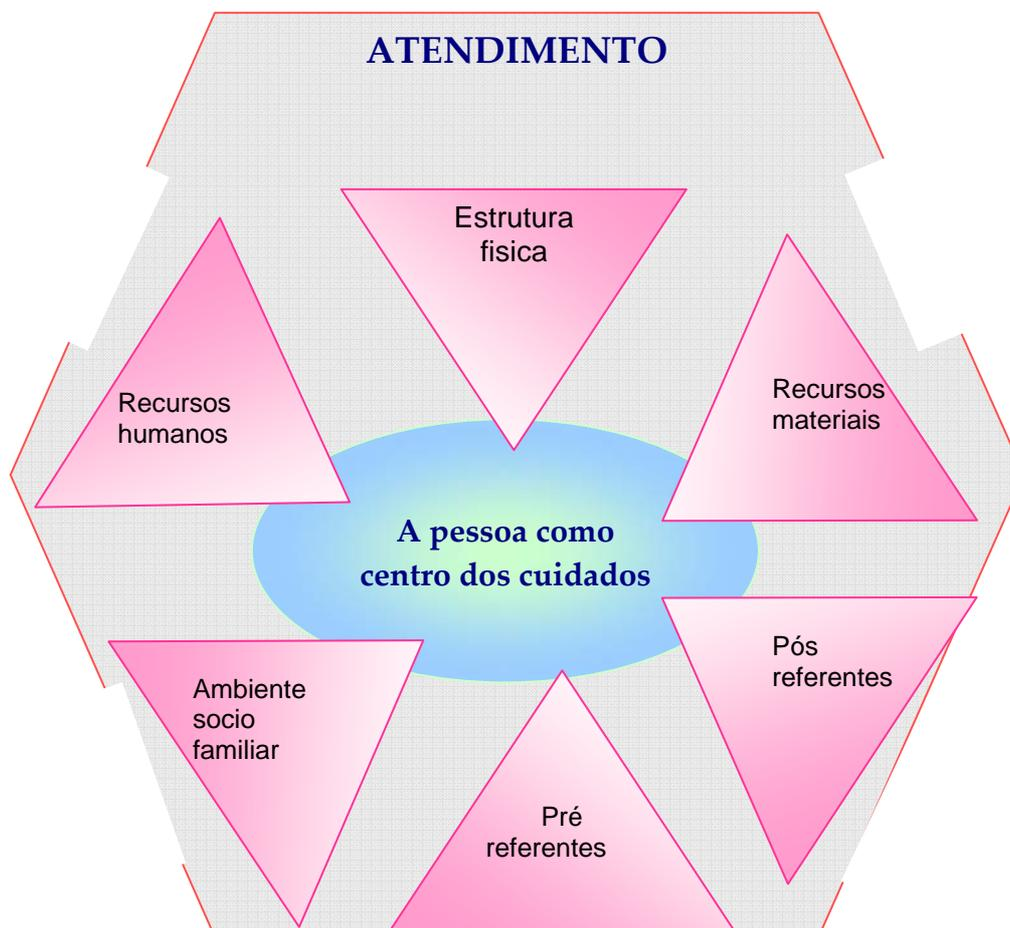 ATENDIMENTO
Estrutura
fisica
Recursos
humanos
Recursos
materiais
A pessoa como
centro dos cuidados
Ambiente
socio
familiar
Pós
referentes
Pré
referentes